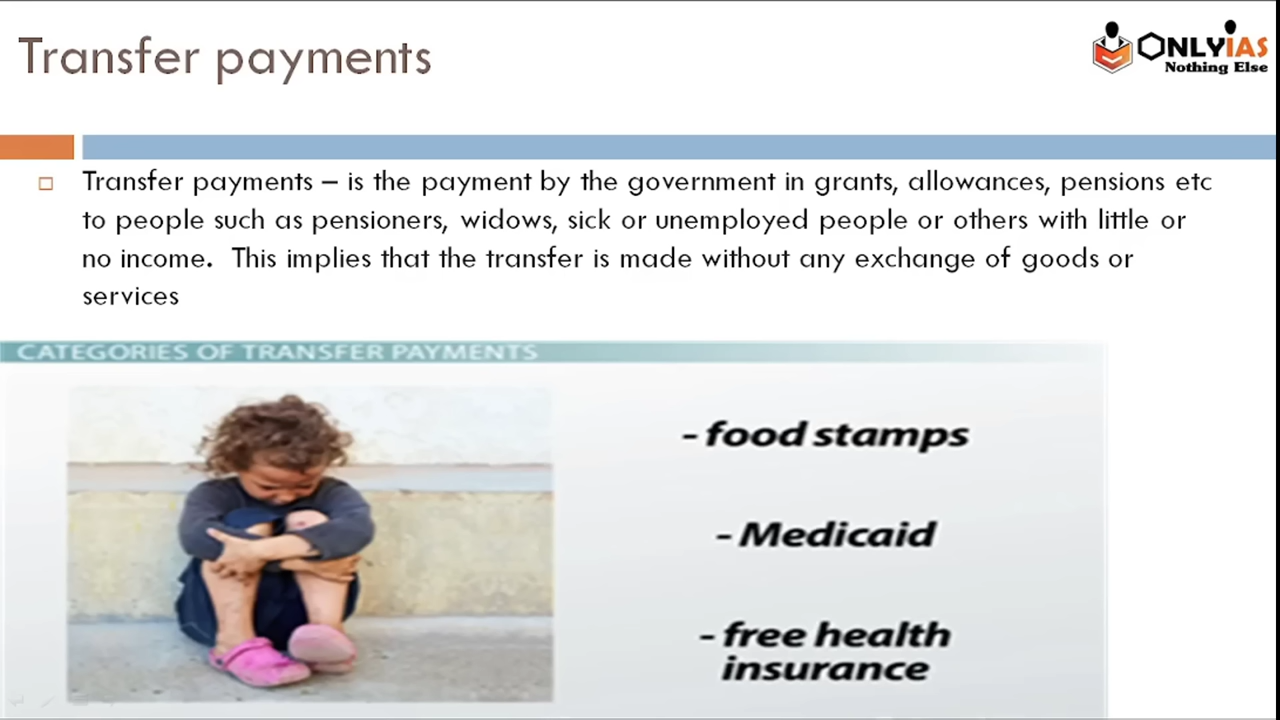 Transfer payments
ONLYIAS
Nothing Else
Transfer payments – is the payment by the government in grants, allowances, pensions etc
to people such as pensioners, widows, sick or unemployed people or others with little or
no income. This implies that the transfer is made without any exchange of goods or
services
CATEGORIES OF TRANSFER PAYMENTS
- food stamps
- Medicaid
- free health
insurance